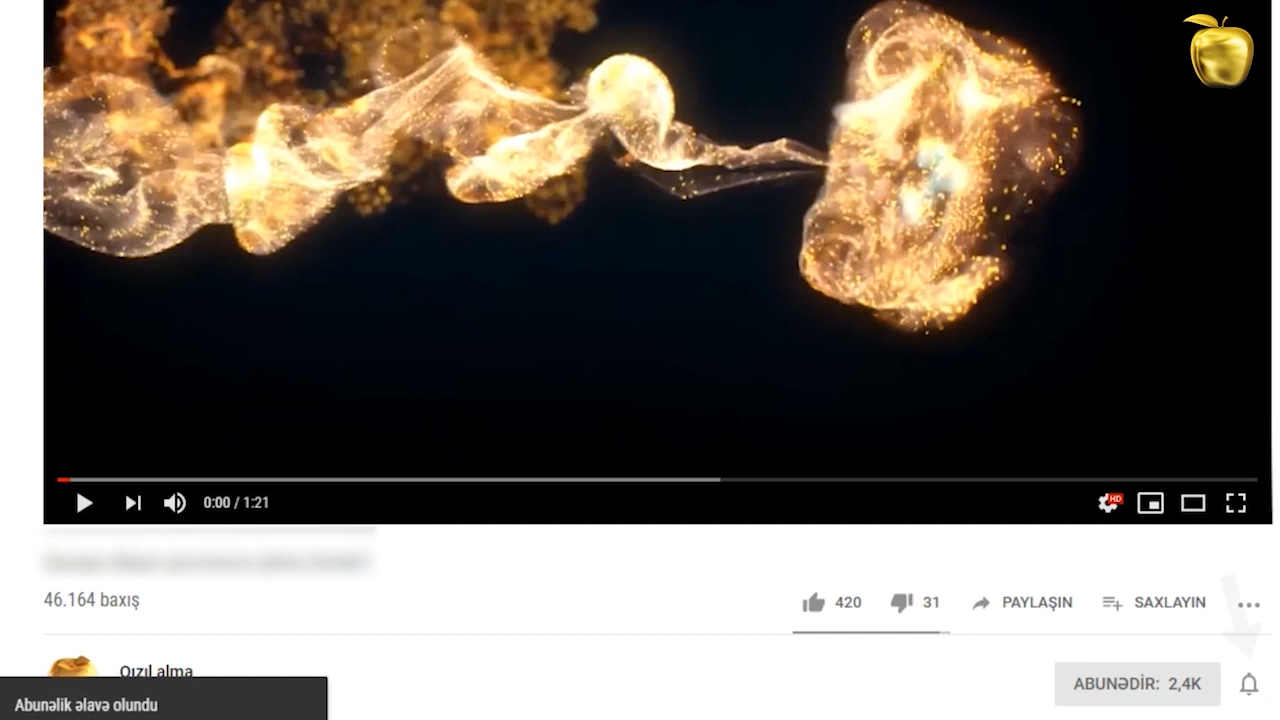 0:00 / 1:21
HD
46.164 baxış
420
31
PAYLAŞIN
SAXLAYIN
Qızıl alma
ABUNƏDİR: 2,4K
Abunəlik əlavə olundu